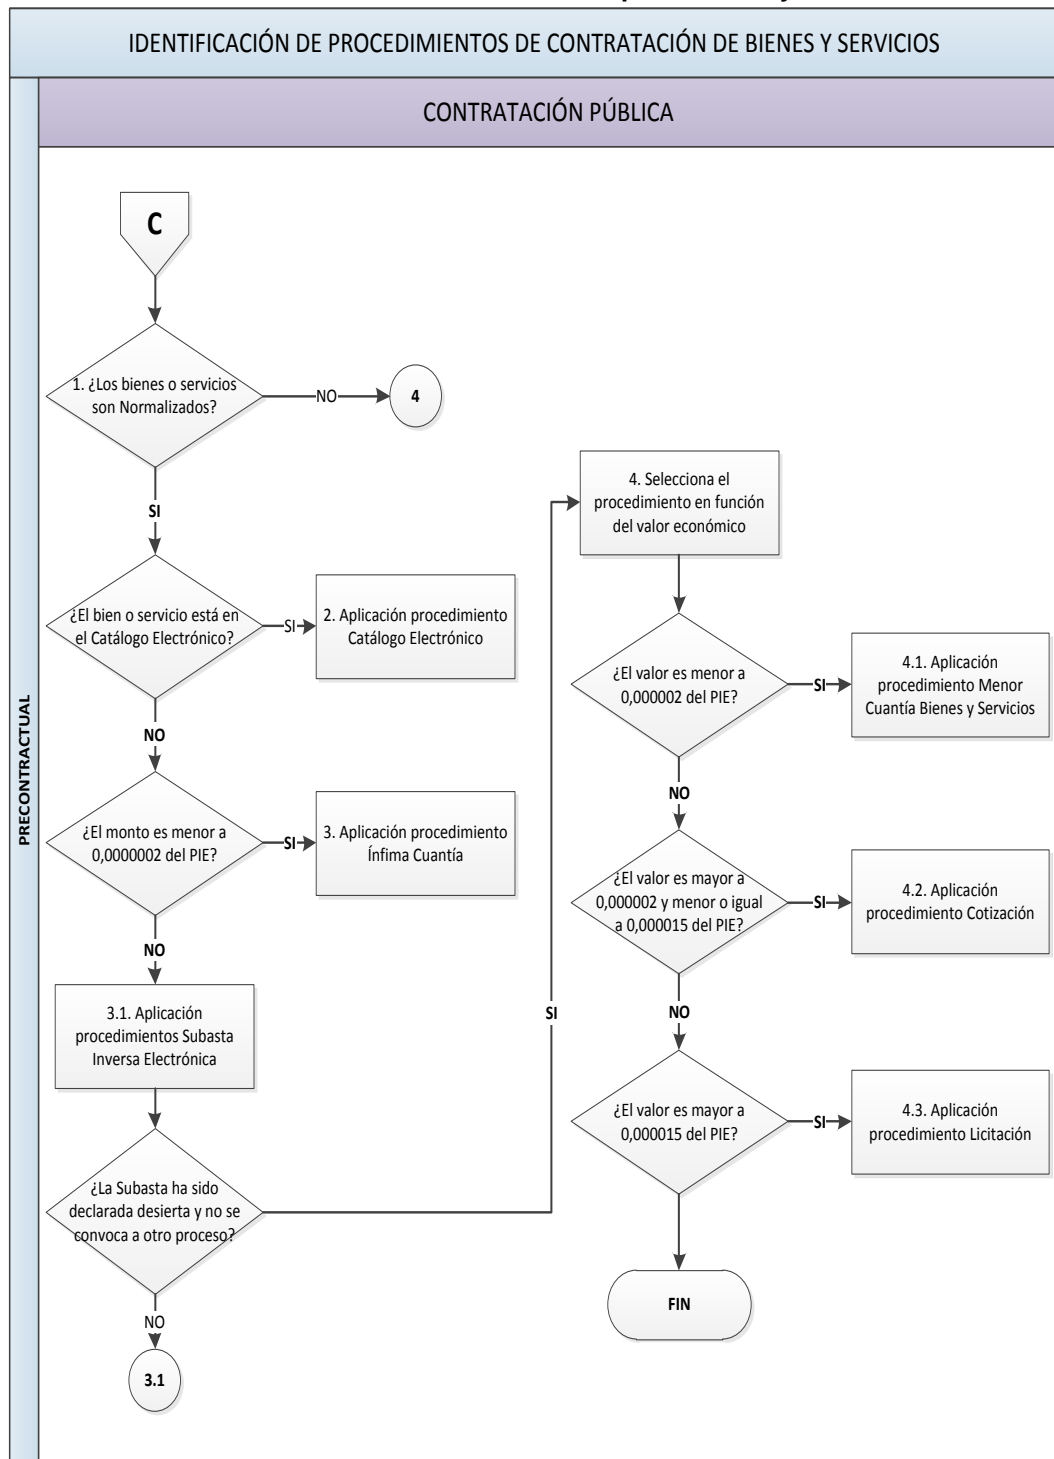 IDENTIFICACIÓN DE PROCEDIMIENTOS DE CONTRATACIÓN DE BIENES Y SERVICIOS
CONTRATACIÓN PÚBLICA
PRECONTRACTUAL
C
1. ¿Los bienes o servicios
son Normalizados?
NO
4
SI
¿El bien o servicio está en
el Catálogo Electrónico?
SI
2. Aplicación procedimiento
Catálogo Electrónico
NO
¿El monto es menor a
0,0000002 del PIE?
SI
3. Aplicación procedimiento
Ínfima Cuantía
NO
3.1. Aplicación
procedimientos Subasta
Inversa Electrónica
¿La Subasta ha sido
declarada desierta y no se
convoca a otro proceso?
NO
3.1
SI
4. Selecciona el
procedimiento en función
del valor económico
¿El valor es menor a
0,000002 del PIE?
SI
4.1. Aplicación
procedimiento Menor
Cuantía Bienes y Servicios
NO
¿El valor es mayor a
0,000002 y menor o igual
a 0,000015 del PIE?
SI
4.2. Aplicación
procedimiento Cotización
NO
¿El valor es mayor a
0,000015 del PIE?
SI
4.3. Aplicación
procedimiento Licitación
FIN